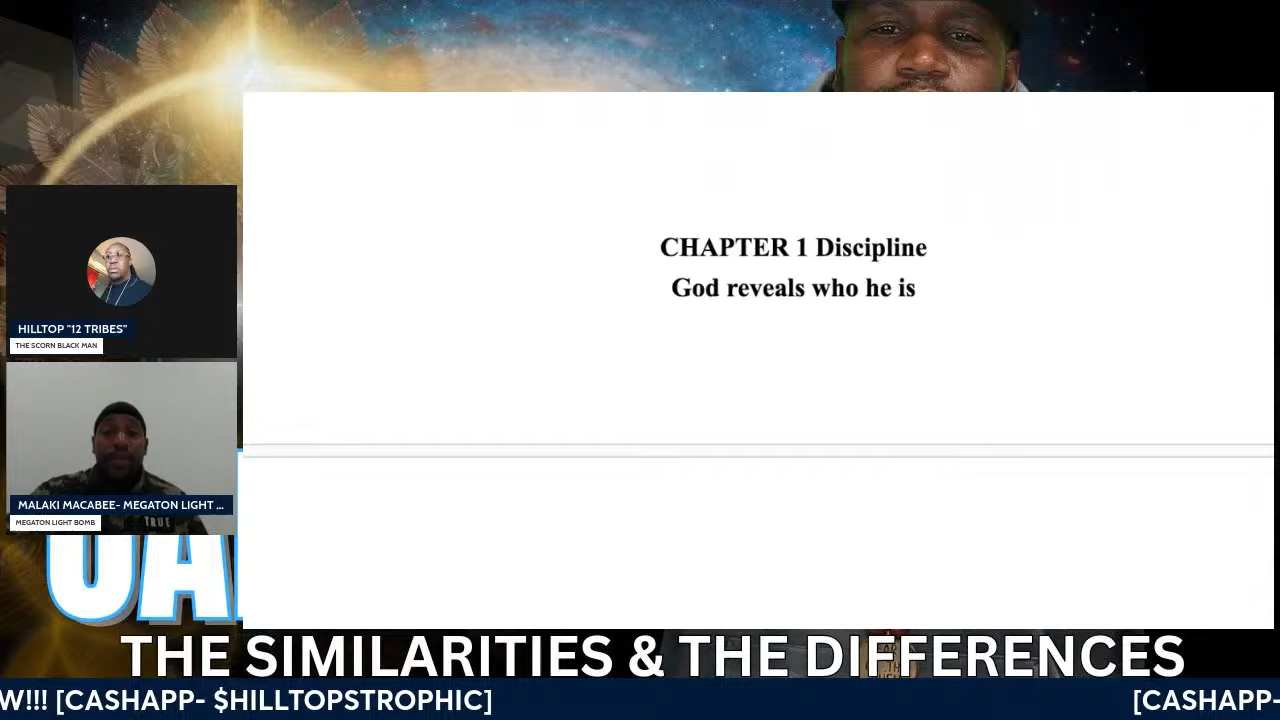 CHAPTER 1 Discipline
God reveals who he is
HILLTOP "12 TRIBES"
THE SCORN BLACK MAN
MALAKI MACABEE- MEGATON LIGHT ...
MEGATON LIGHT BOMB
TRUE
THE SIMILARITIES & THE DIFFERENCES
W!!! [CASHAPP- $HILLTOPSTROPHIC]
[CASHAPP-